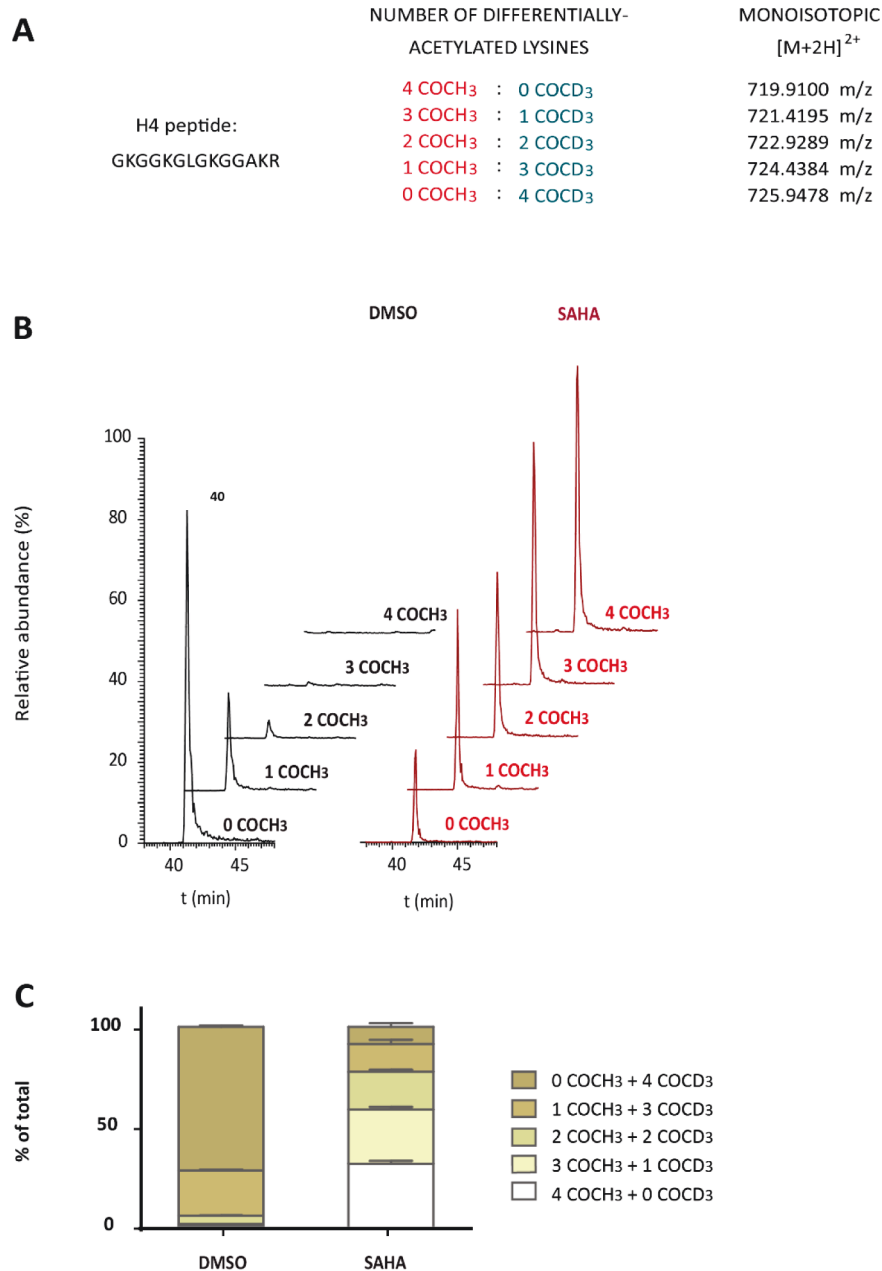 A
NUMBER OF DIFFERENTIALLY-
ACETYLATED LYSINES
MONOISOTOPIC
[M+2H]2+
H4 peptide:
GKGGKGLGKGGAKR
4 COCH3 : 0 COCD3 719.9100 m/z
3 COCH3 : 1 COCD3 721.4195 m/z
2 COCH3 : 2 COCD3 722.9289 m/z
1 COCH3 : 3 COCD3 724.4384 m/z
0 COCH3 : 4 COCD3 725.9478 m/z
B
DMSO
SAHA
Relative abundance (%)
100
80
60
40
20
0
40
4 COCH3
3 COCH3
2 COCH3
1 COCH3
0 COCH3
40 45
t (min)
4 COCH3
3 COCH3
2 COCH3
1 COCH3
0 COCH3
40 45
t (min)
C
% of total
100
50
0
DMSO SAHA
0 COCH3 + 4 COCD3
1 COCH3 + 3 COCD3
2 COCH3 + 2 COCD3
3 COCH3 + 1 COCD3
4 COCH3 + 0 COCD3